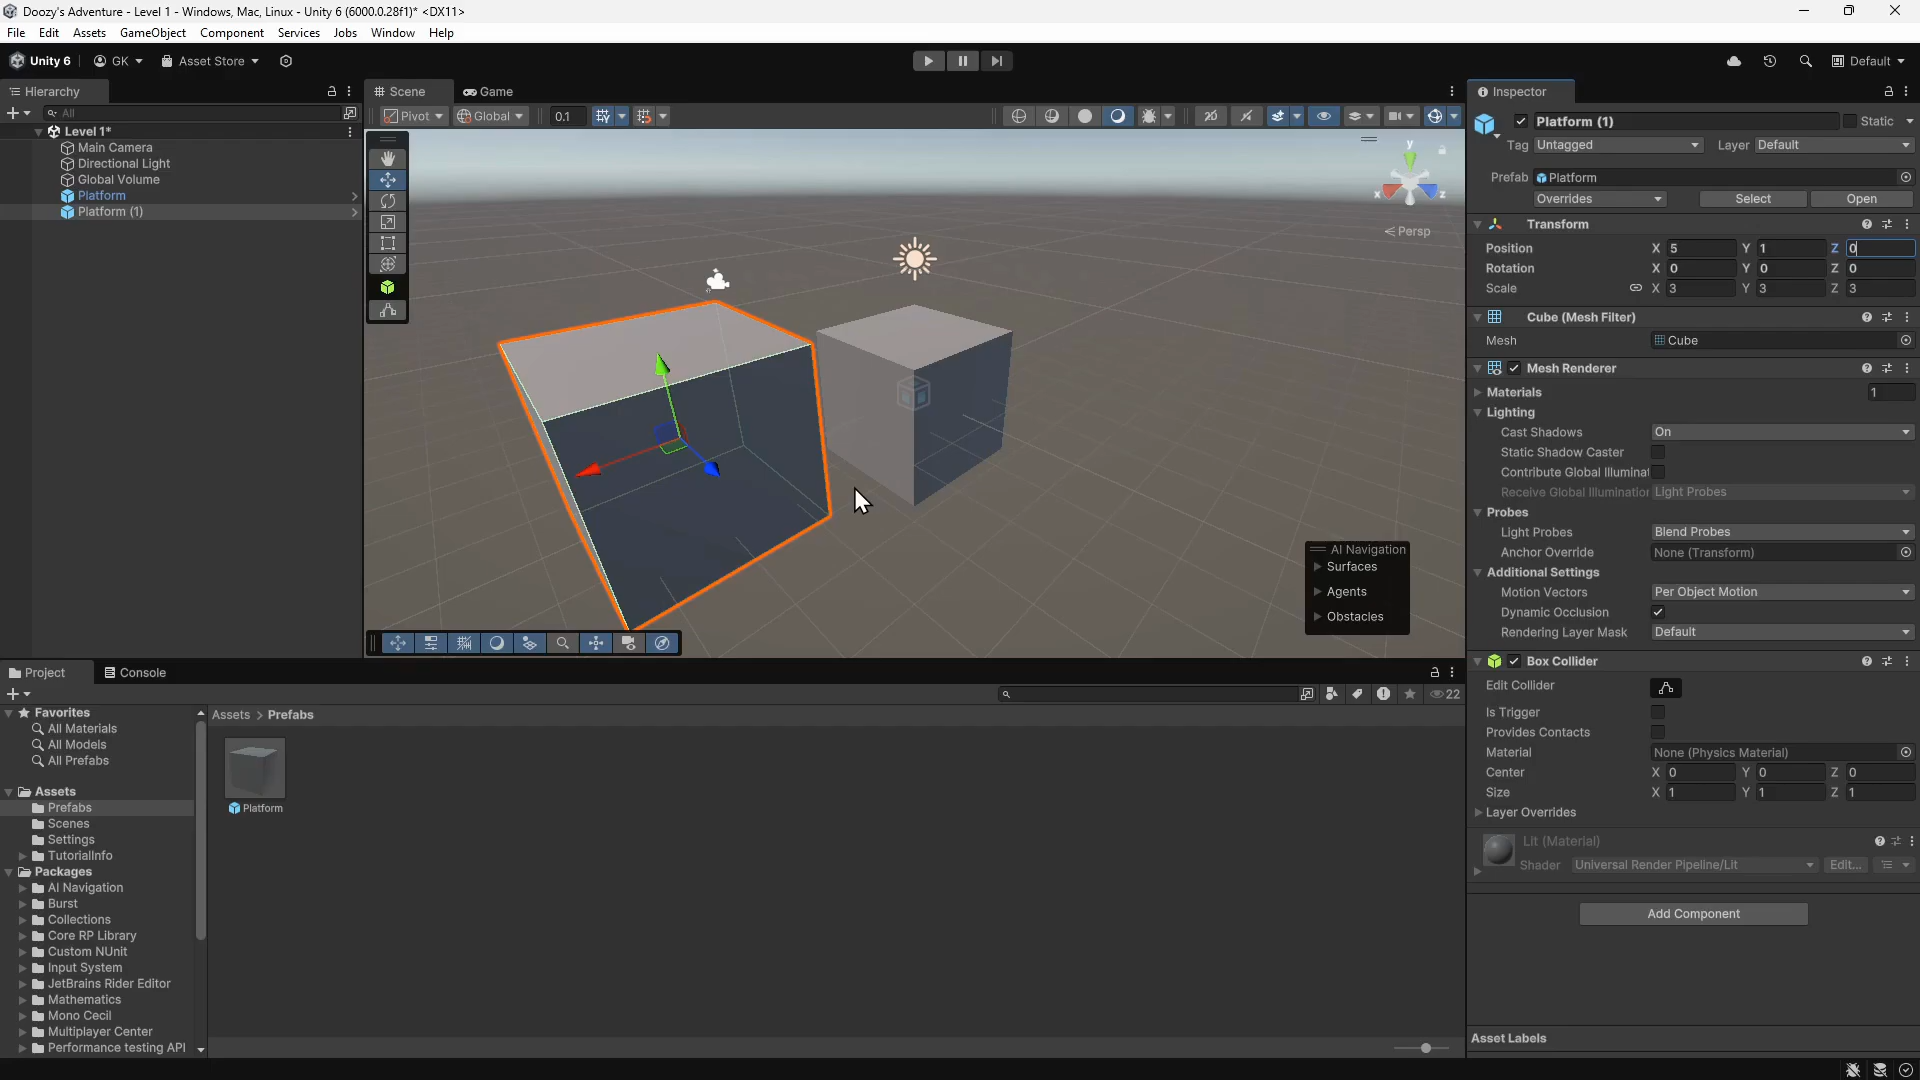 Doozy's Adventure - Level 1 - Windows, Mac, Linux - Unity 6 (6000.0.28f1)* <DX11>
File Edit Assets GameObject Component Services Jobs Window Help
Unity 6 GK Asset Store Default
Hierarchy
All
Level 1*
Main Camera
Directional Light
Global Volume
Platform
Platform (1)
Scene Game
Pivot Global 0.1 2D
y
x z
Persp
AI Navigation
Surfaces
Agents
Obstacles
Inspector
Platform (1) Static
Tag Untagged Layer Default
Prefab Platform
Overrides Select Open
Transform
Position X 5 Y 1 Z 0
Rotation X 0 Y 0 Z 0
Scale X 3 Y 3 Z 3
Cube (Mesh Filter)
Mesh Cube
Mesh Renderer
Materials 1
Lighting
Cast Shadows On
Static Shadow Caster
Contribute Global Illuminat
Receive Global Illumination Light Probes
Probes
Light Probes Blend Probes
Anchor Override None (Transform)
Additional Settings
Motion Vectors Per Object Motion
Dynamic Occlusion
Rendering Layer Mask Default
Box Collider
Edit Collider
Is Trigger
Provides Contacts
Material None (Physics Material)
Center X 0 Y 0 Z 0
Size X 1 Y 1 Z 1
Layer Overrides
Lit (Material)
Shader Universal Render Pipeline/Lit Edit...
Add Component
Asset Labels
Project Console
22
Favorites
All Materials
All Models
All Prefabs
Assets
Prefabs
Scenes
Settings
TutorialInfo
Packages
AI Navigation
Burst
Collections
Core RP Library
Custom NUnit
Input System
JetBrains Rider Editor
Mathematics
Mono Cecil
Multiplayer Center
Performance testing API
Assets > Prefabs
Platform